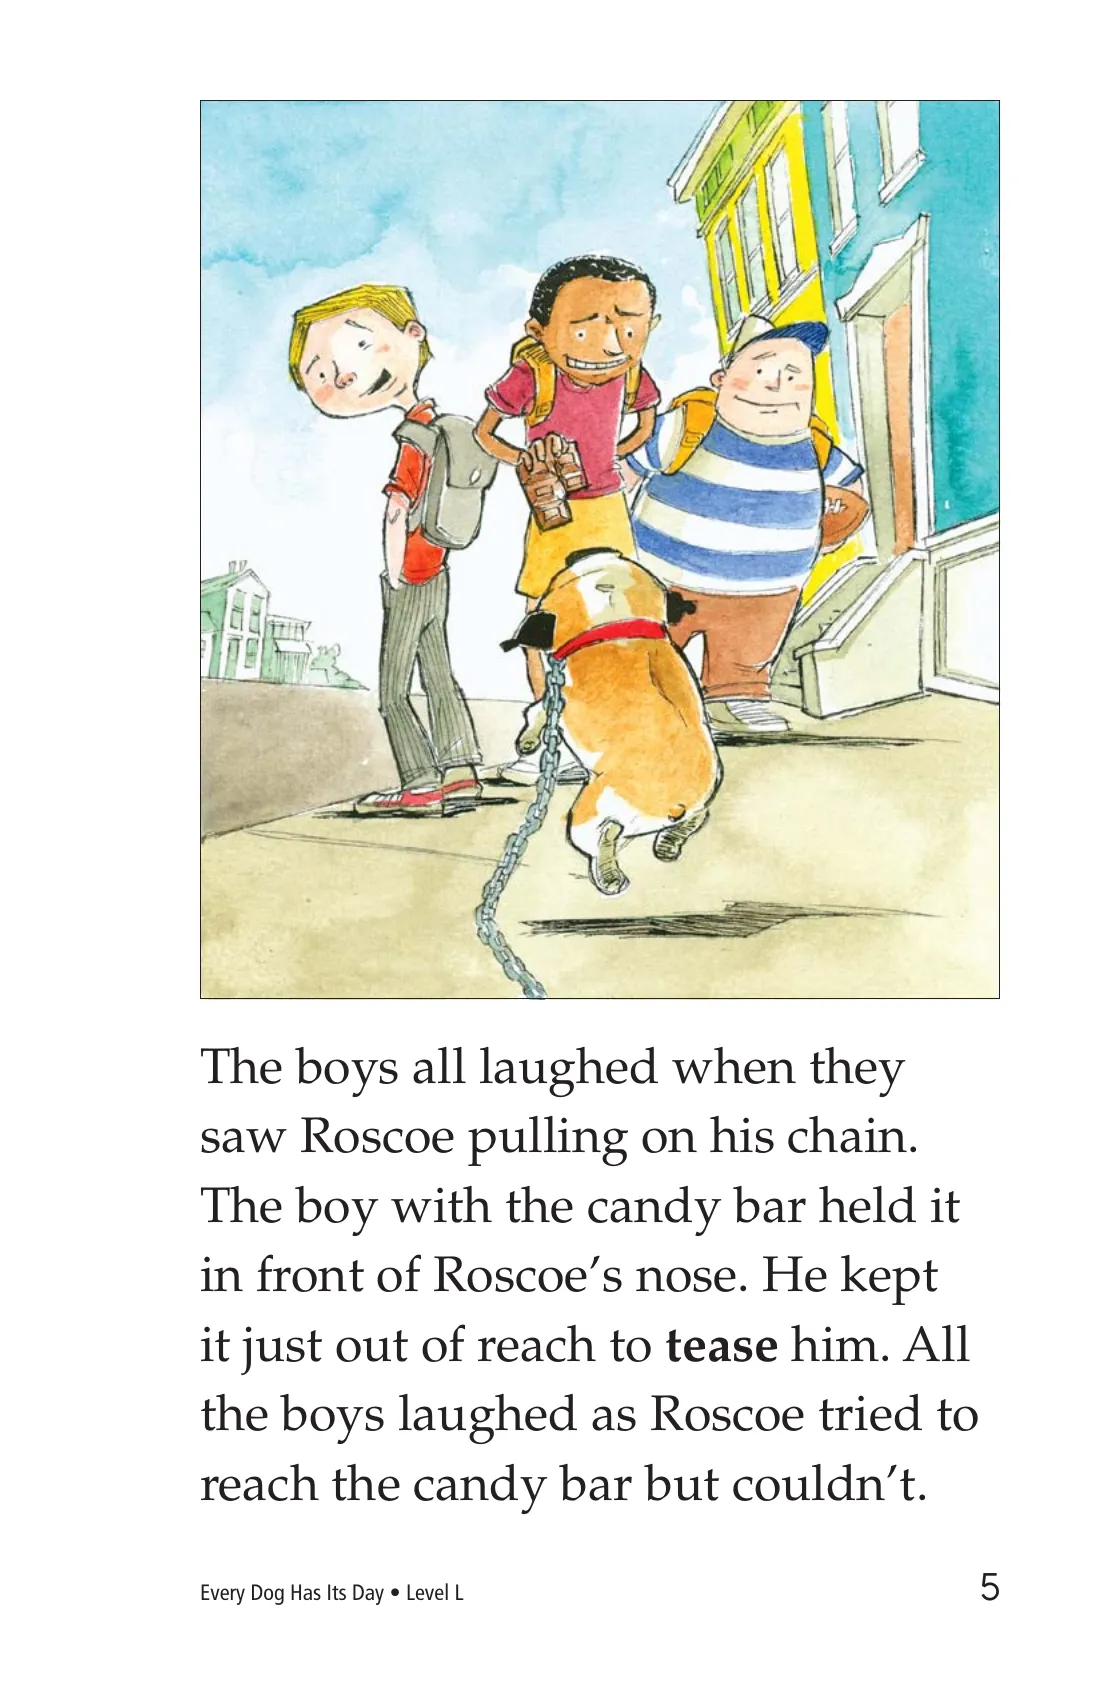 The boys all laughed when they
saw Roscoe pulling on his chain.
The boy with the candy bar held it
in front of Roscoe’s nose. He kept
it just out of reach to tease him. All
the boys laughed as Roscoe tried to
reach the candy bar but couldn’t.
Every Dog Has Its Day • Level L
5